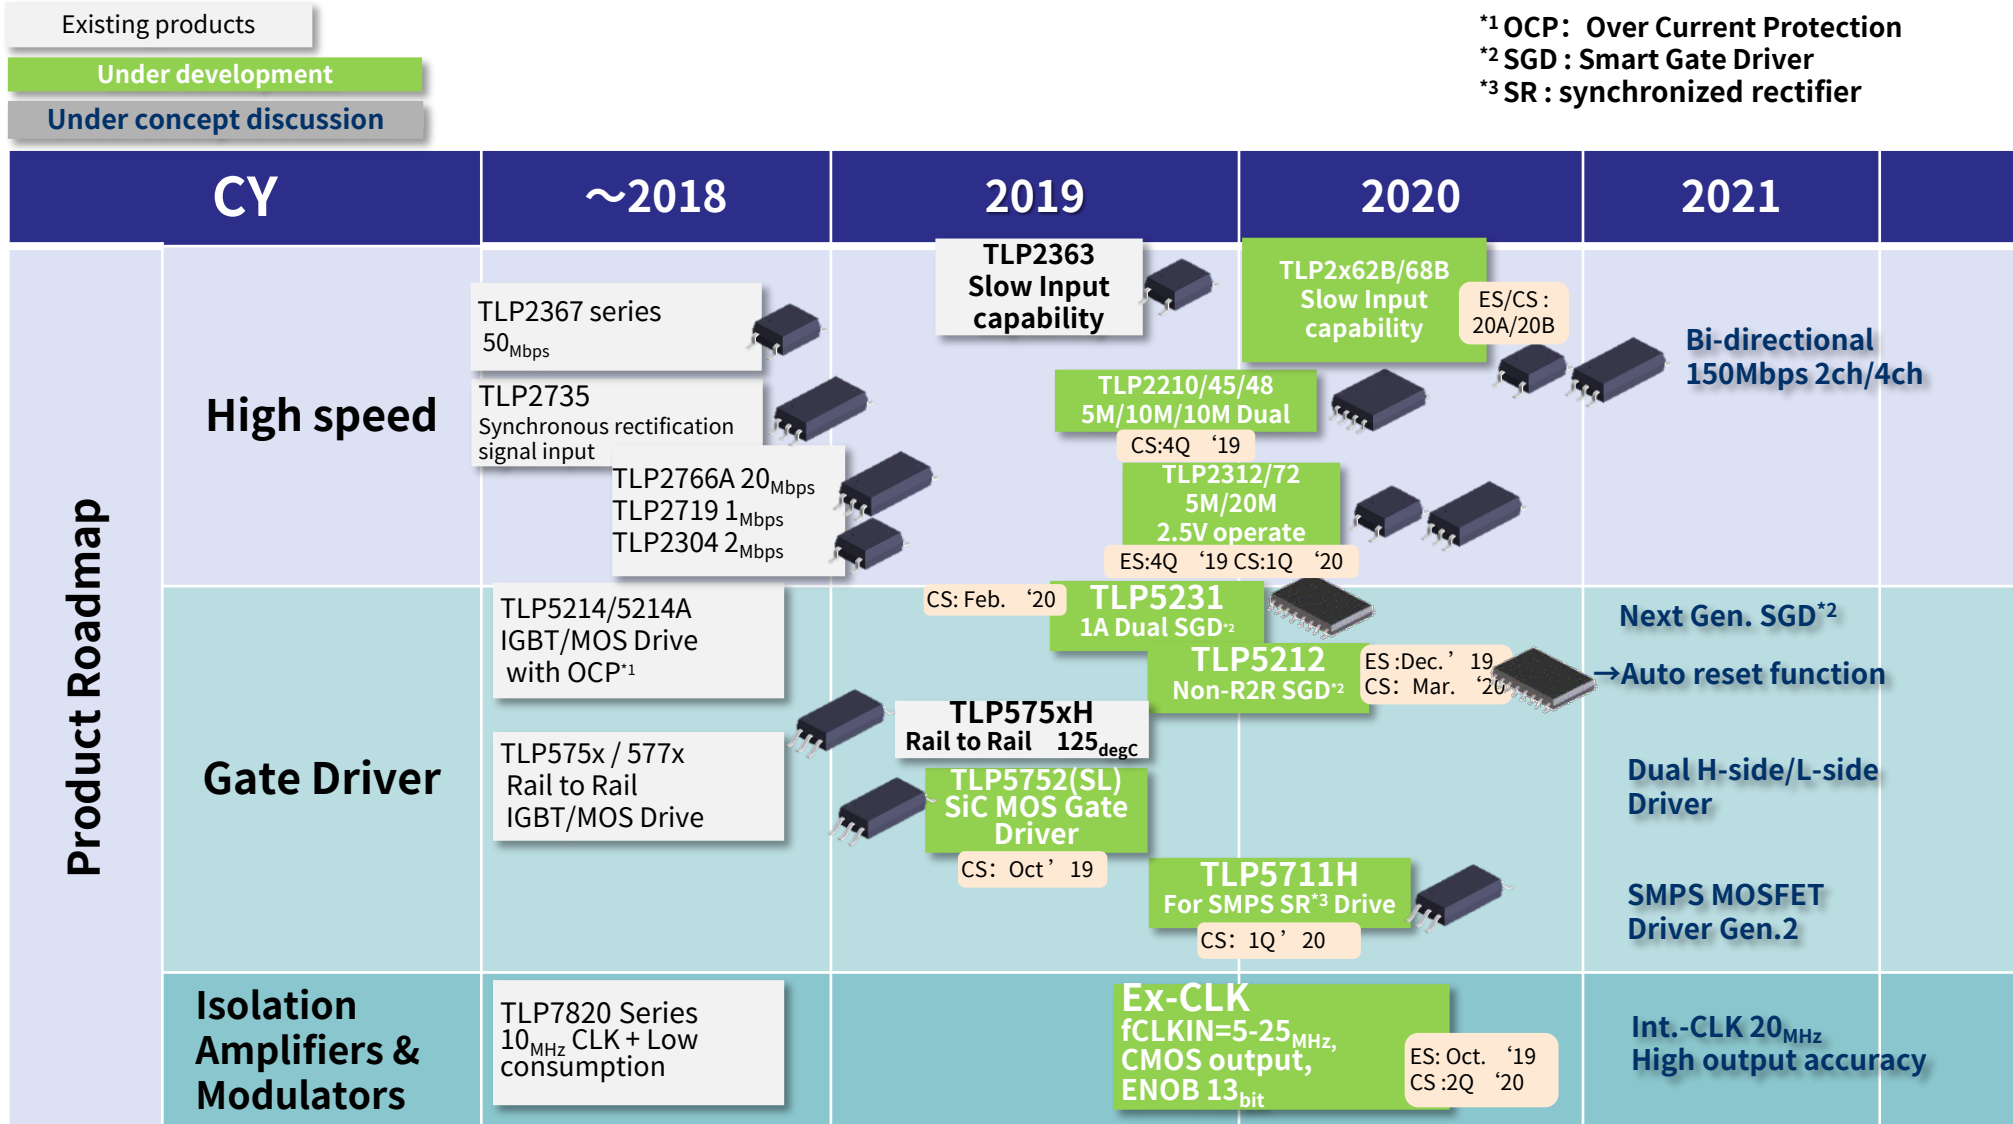 Existing products
Under development
Under concept discussion
*1 OCP： Over Current Protection
*2 SGD : Smart Gate Driver
*3 SR : synchronized rectifier
CY
～2018
2019
2020
2021
Product Roadmap
High speed
TLP2367 series
50Mbps
TLP2735
Synchronous rectification
signal input
TLP2766A 20Mbps
TLP2719 1Mbps
TLP2304 2Mbps
TLP2363
Slow Input
capability
TLP2x62B/68B
Slow Input
capability
ES/CS :
20A/20B
TLP2210/45/48
5M/10M/10M Dual
CS:4Q ‘19
TLP2312/72
5M/20M
2.5V operate
ES:4Q ‘19 CS:1Q ‘20
Bi-directional
150Mbps 2ch/4ch
Gate Driver
TLP5214/5214A
IGBT/MOS Drive
with OCP*1
TLP575x / 577x
Rail to Rail
IGBT/MOS Drive
CS: Feb. ‘20
TLP5231
1A Dual SGD*2
TLP5212
Non-R2R SGD*2
ES :Dec.’ 19
CS: Mar. ‘20
TLP575xH
Rail to Rail 125degC
TLP5752(SL)
SiC MOS Gate
Driver
CS: Oct’ 19
TLP5711H
For SMPS SR*3 Drive
CS: 1Q’ 20
Next Gen. SGD*2
→Auto reset function
Dual H-side/L-side
Driver
SMPS MOSFET
Driver Gen.2
Isolation
Amplifiers &
Modulators
TLP7820 Series
10MHz CLK + Low
consumption
Ex-CLK
fCLKIN=5-25MHz,
CMOS output,
ENOB 13bit
ES: Oct. ‘19
CS :2Q ‘20
Int.-CLK 20MHz
High output accuracy